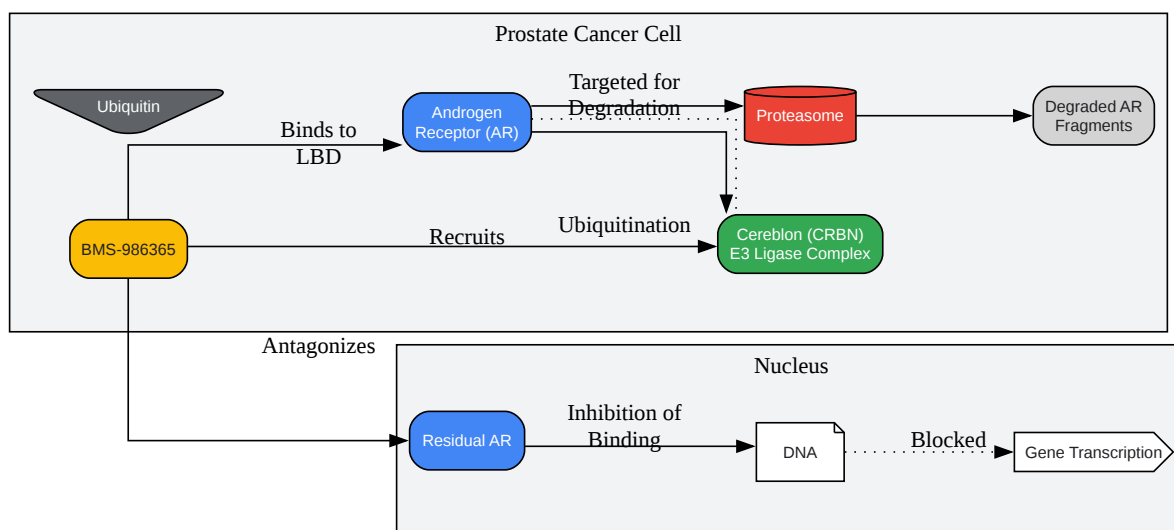 Prostate Cancer Cell
Ubiquitin
Binds to
LBD
Androgen
Receptor (AR)
Targeted for
Degradation
Proteasome
Degraded AR
Fragments
BMS-986365
Recruits
Ubiquitination
Cereblon (CRBN)
E3 Ligase Complex
Antagonizes
Nucleus
Residual AR
Inhibition of
Binding
DNA
Blocked
Gene Transcription